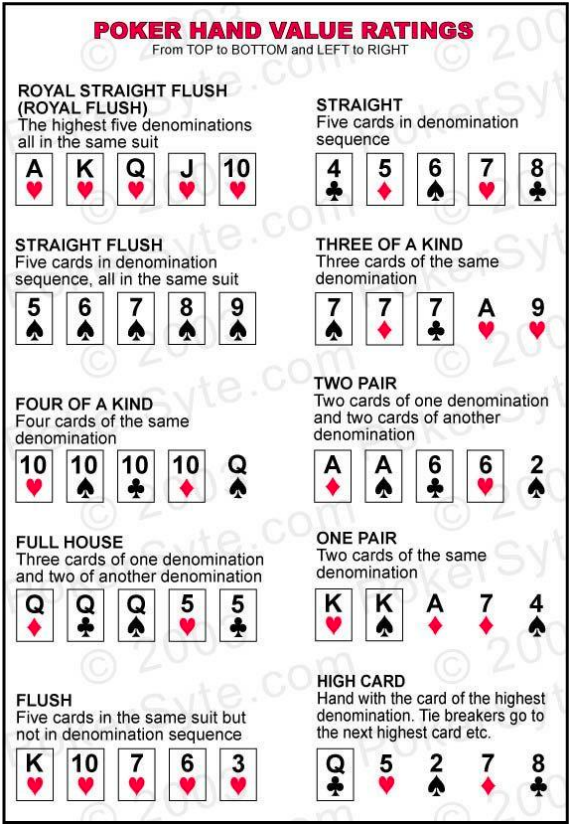 POKER HAND VALUE RATINGS
From TOP to BOTTOM and LEFT to RIGHT
ROYAL STRAIGHT FLUSH
(ROYAL FLUSH)
The highest five denominations
all in the same suit
A K Q J 10
STRAIGHT FLUSH
Five cards in denomination
sequence, all in the same suit
5 6 7 8 9
FOUR OF A KIND
Four cards of the same
denomination
10 10 10 10 Q
FULL HOUSE
Three cards of one denomination
and two of another denomination
Q Q Q 5 5
FLUSH
Five cards in the same suit but
not in denomination sequence
K 10 7 6 3
STRAIGHT
Five cards in denomination
sequence
4 5 6 7 8
THREE OF A KIND
Three cards of the same
denomination
7 7 7 A 9
TWO PAIR
Two cards of one denomination
and two cards of another
denomination
A A 6 6 2
ONE PAIR
Two cards of the same
denomination
K K A 7 4
HIGH CARD
Hand with the card of the highest
denomination. Tie breakers go to
the next highest card etc.
Q 5 2 7 8
© 2003
PokerSyte.com